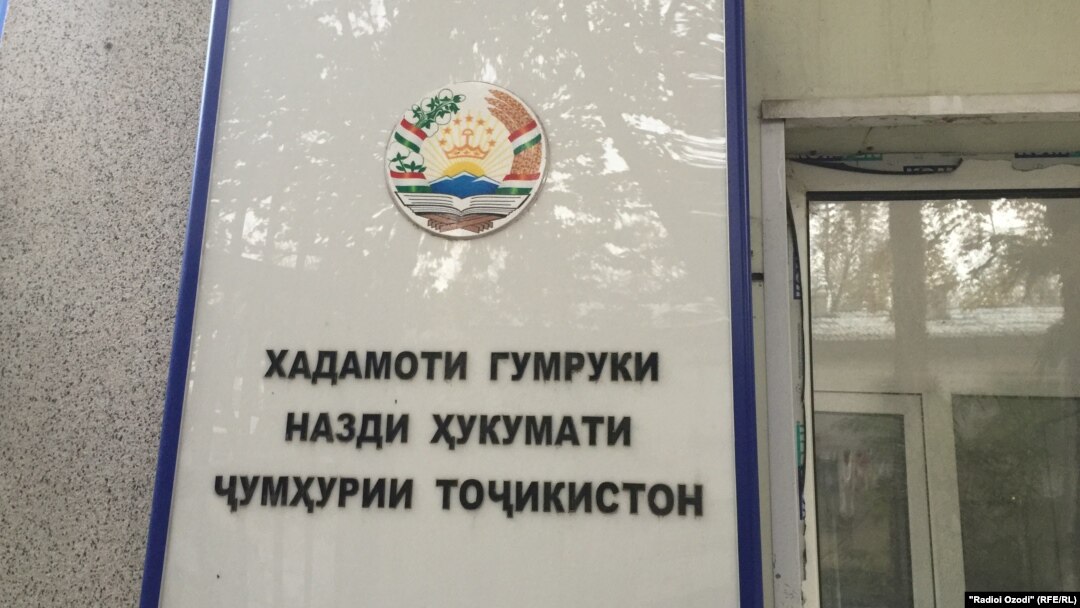 ХАДАМОТИ ГУМРУКИ
НАЗДИ ҲУКУМАТИ
ҶУМҲУРИИ ТОҶИКИСТОН
"Radioi Ozodi" (RFE/RL)